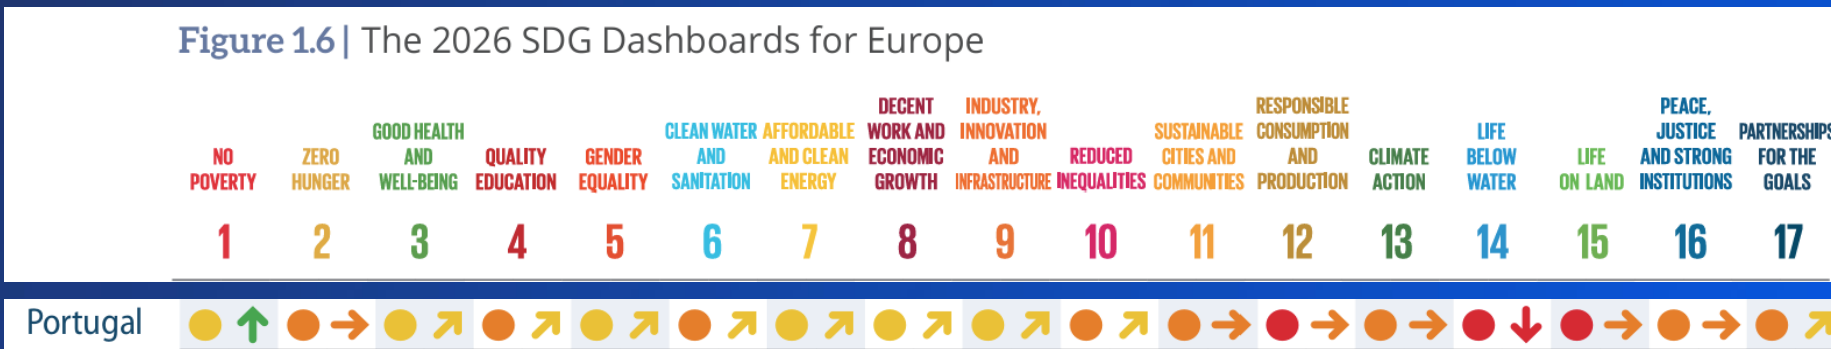 Figure 1.6| The 2026 SDG Dashboards for Europe
NO
POVERTY
1
ZERO
HUNGER
2
GOOD HEALTH
AND
WELL-BEING
3
QUALITY
EDUCATION
4
GENDER
EQUALITY
5
CLEAN WATER
AND
SANITATION
6
AFFORDABLE
AND CLEAN
ENERGY
7
DECENT
WORK AND
ECONOMIC
GROWTH
8
INDUSTRY,
INNOVATION
AND
INFRASTRUCTURE
9
REDUCED
INEQUALITIES
10
SUSTAINABLE
CITIES AND
COMMUNITIES
11
RESPONSIBLE
CONSUMPTION
AND
PRODUCTION
12
CLIMATE
ACTION
13
LIFE
BELOW
WATER
14
LIFE
ON LAND
15
PEACE,
JUSTICE
AND STRONG
INSTITUTIONS
16
PARTNERSHIPS
FOR THE
GOALS
17
Portugal